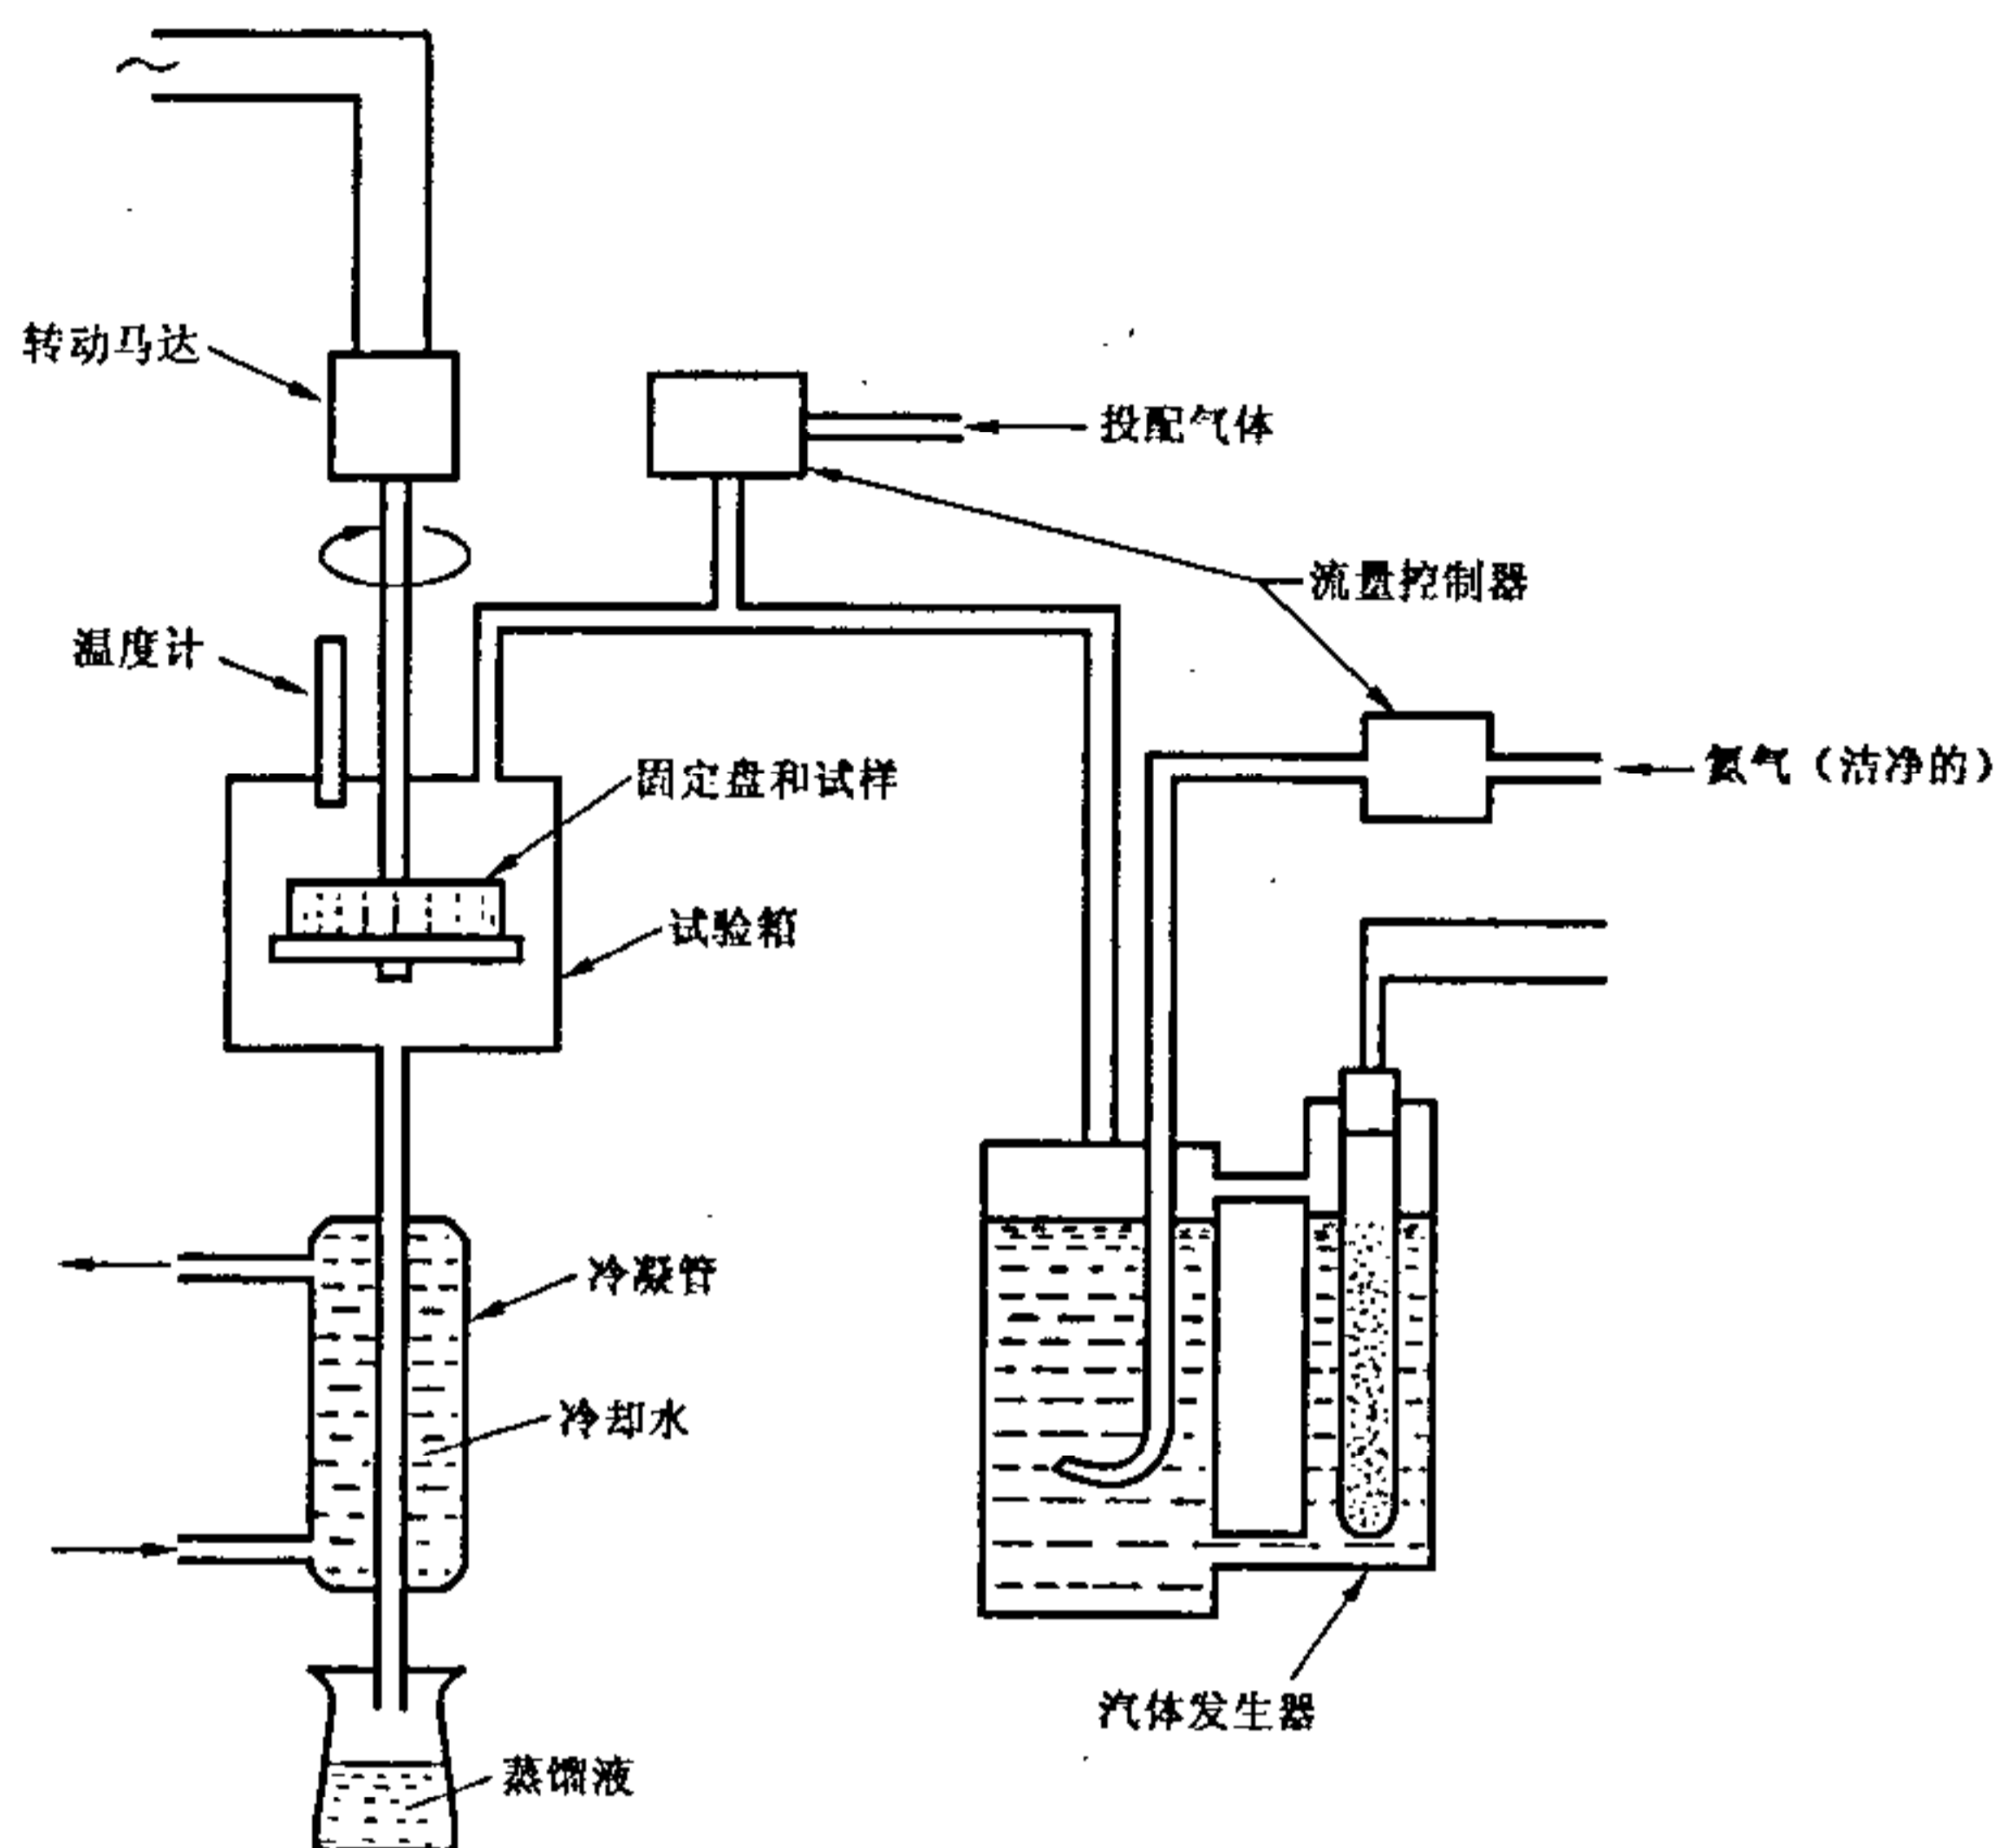 转动马达
投配气体
流量控制器
温度计
固定盘和试样
氮气（洁净的）
试验箱
冷凝管
冷却水
汽体发生器
蒸馏液